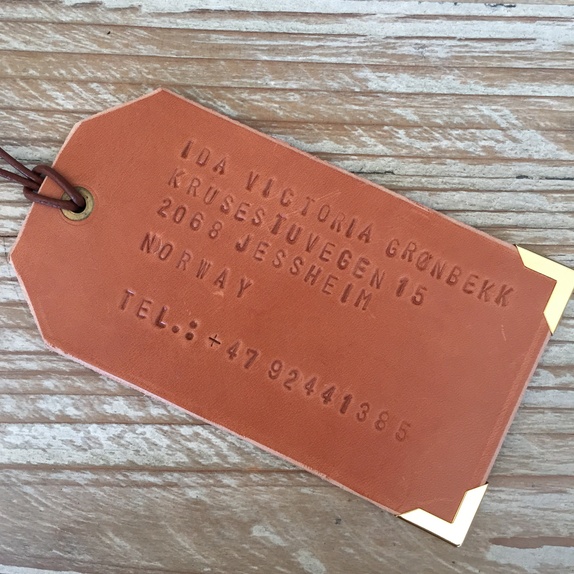 IDA VICTORIA GRØNBEKK
KRUSESTUVEGEN 15
2068 JESSHEIM
NORWAY
TEL.: +47 92441385